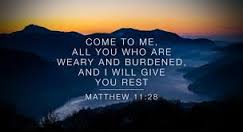 COME TO ME,
ALL YOU WHO ARE
WEARY AND BURDENED,
AND I WILL GIVE
YOU REST
MATTHEW 11:28